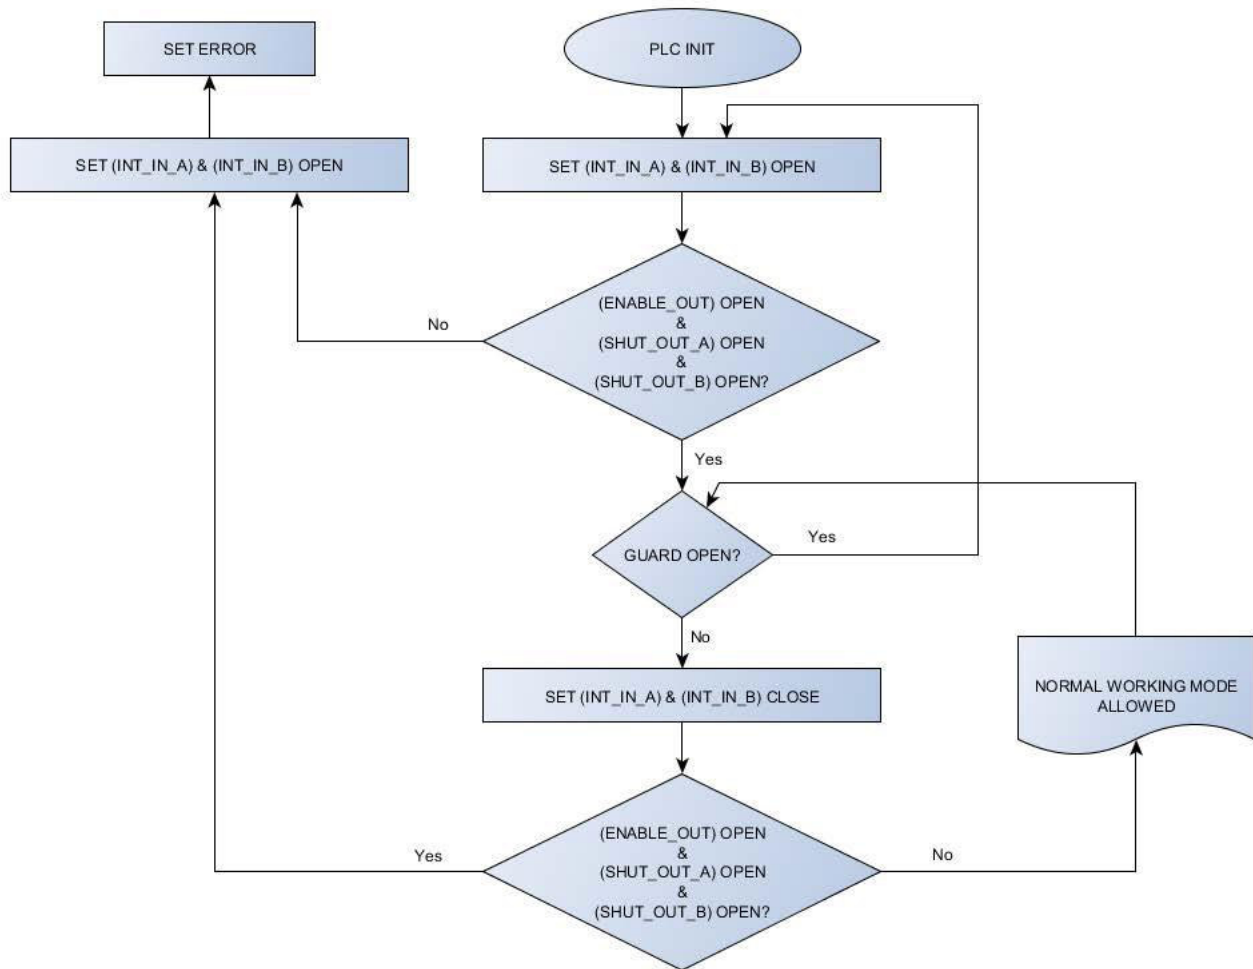 SET ERROR
PLC INIT
SET (INT_IN_A) & (INT_IN_B) OPEN
SET (INT_IN_A) & (INT_IN_B) OPEN
(ENABLE_OUT) OPEN
&
(SHUT_OUT_A) OPEN
&
(SHUT_OUT_B) OPEN?
No
Yes
GUARD OPEN?
Yes
No
SET (INT_IN_A) & (INT_IN_B) CLOSE
NORMAL WORKING MODE
ALLOWED
(ENABLE_OUT) OPEN
&
(SHUT_OUT_A) OPEN
&
(SHUT_OUT_B) OPEN?
Yes
No